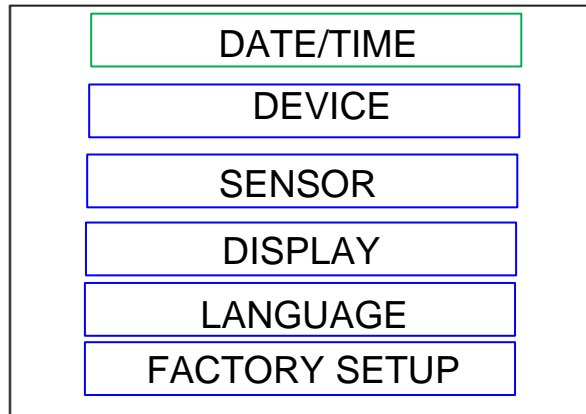 DATE/TIME
DEVICE
SENSOR
DISPLAY
LANGUAGE
FACTORY SETUP